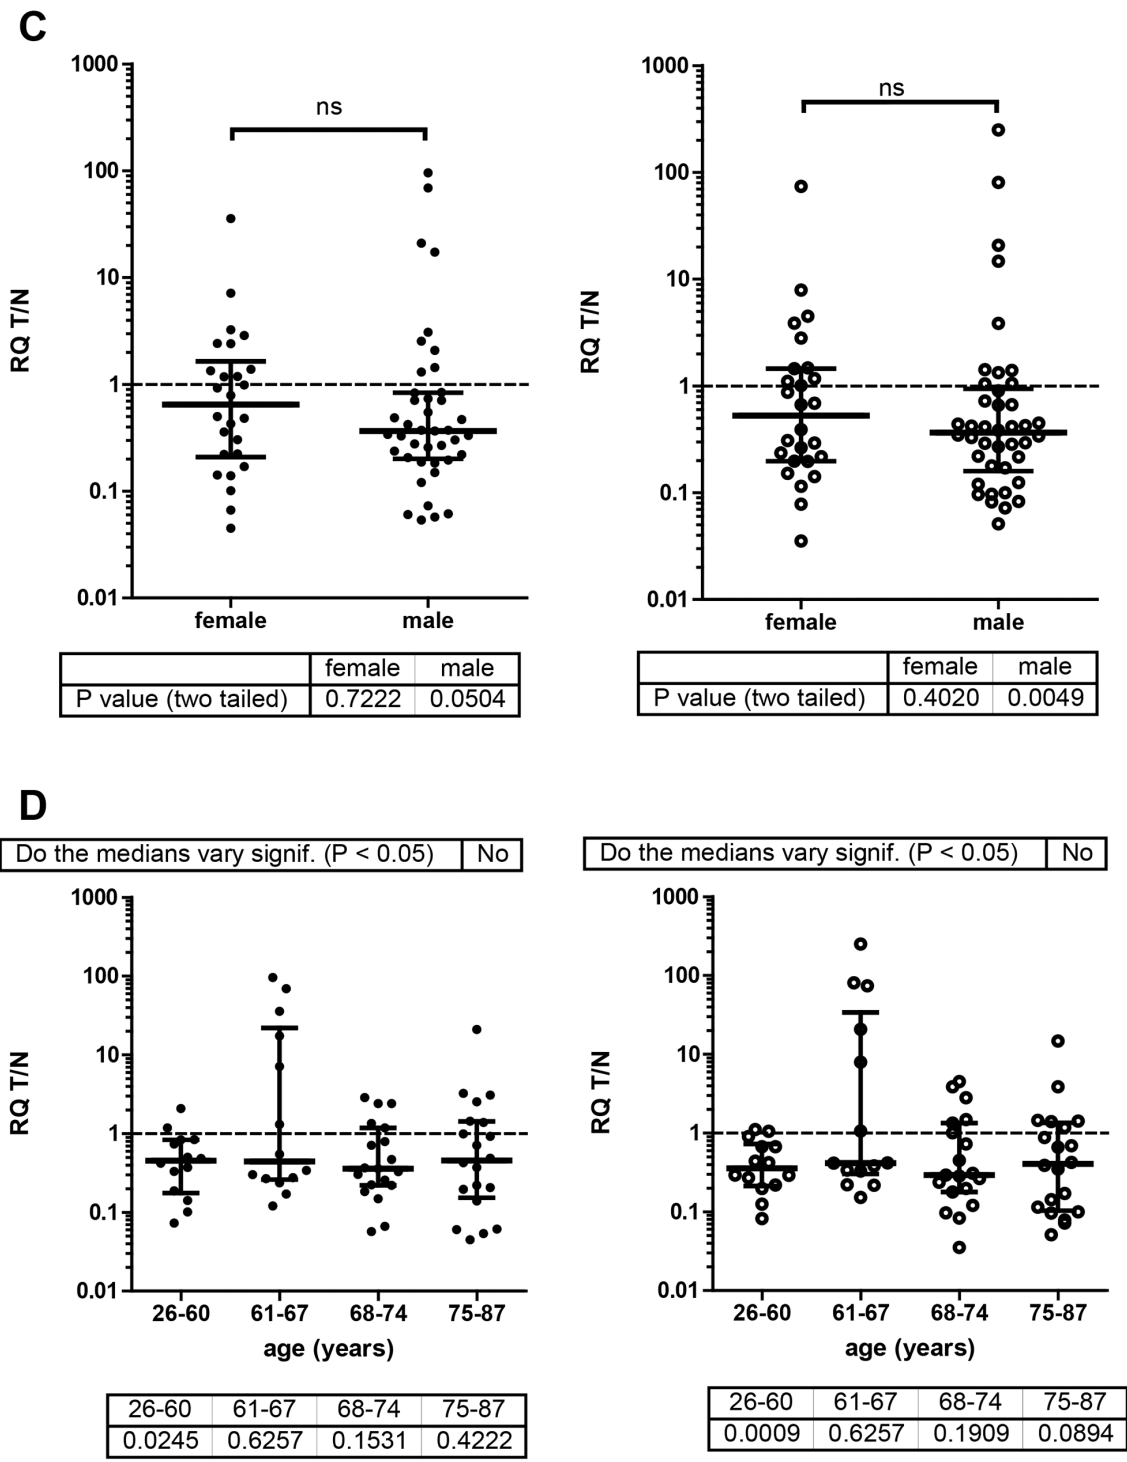 C
1000
100
10
1
0.1
0.01
RQ T/N
ns
female
male
female male
P value (two tailed) 0.7222 0.0504
1000
100
10
1
0.1
0.01
RQ T/N
ns
female
male
female male
P value (two tailed) 0.4020 0.0049
D
Do the medians vary signif. (P < 0.05) No
1000
100
10
1
0.1
0.01
RQ T/N
26-60 61-67 68-74 75-87
age (years)
26-60 61-67 68-74 75-87
0.0245 0.6257 0.1531 0.4222
Do the medians vary signif. (P < 0.05) No
1000
100
10
1
0.1
0.01
RQ T/N
26-60 61-67 68-74 75-87
age (years)
26-60 61-67 68-74 75-87
0.0009 0.6257 0.1909 0.0894